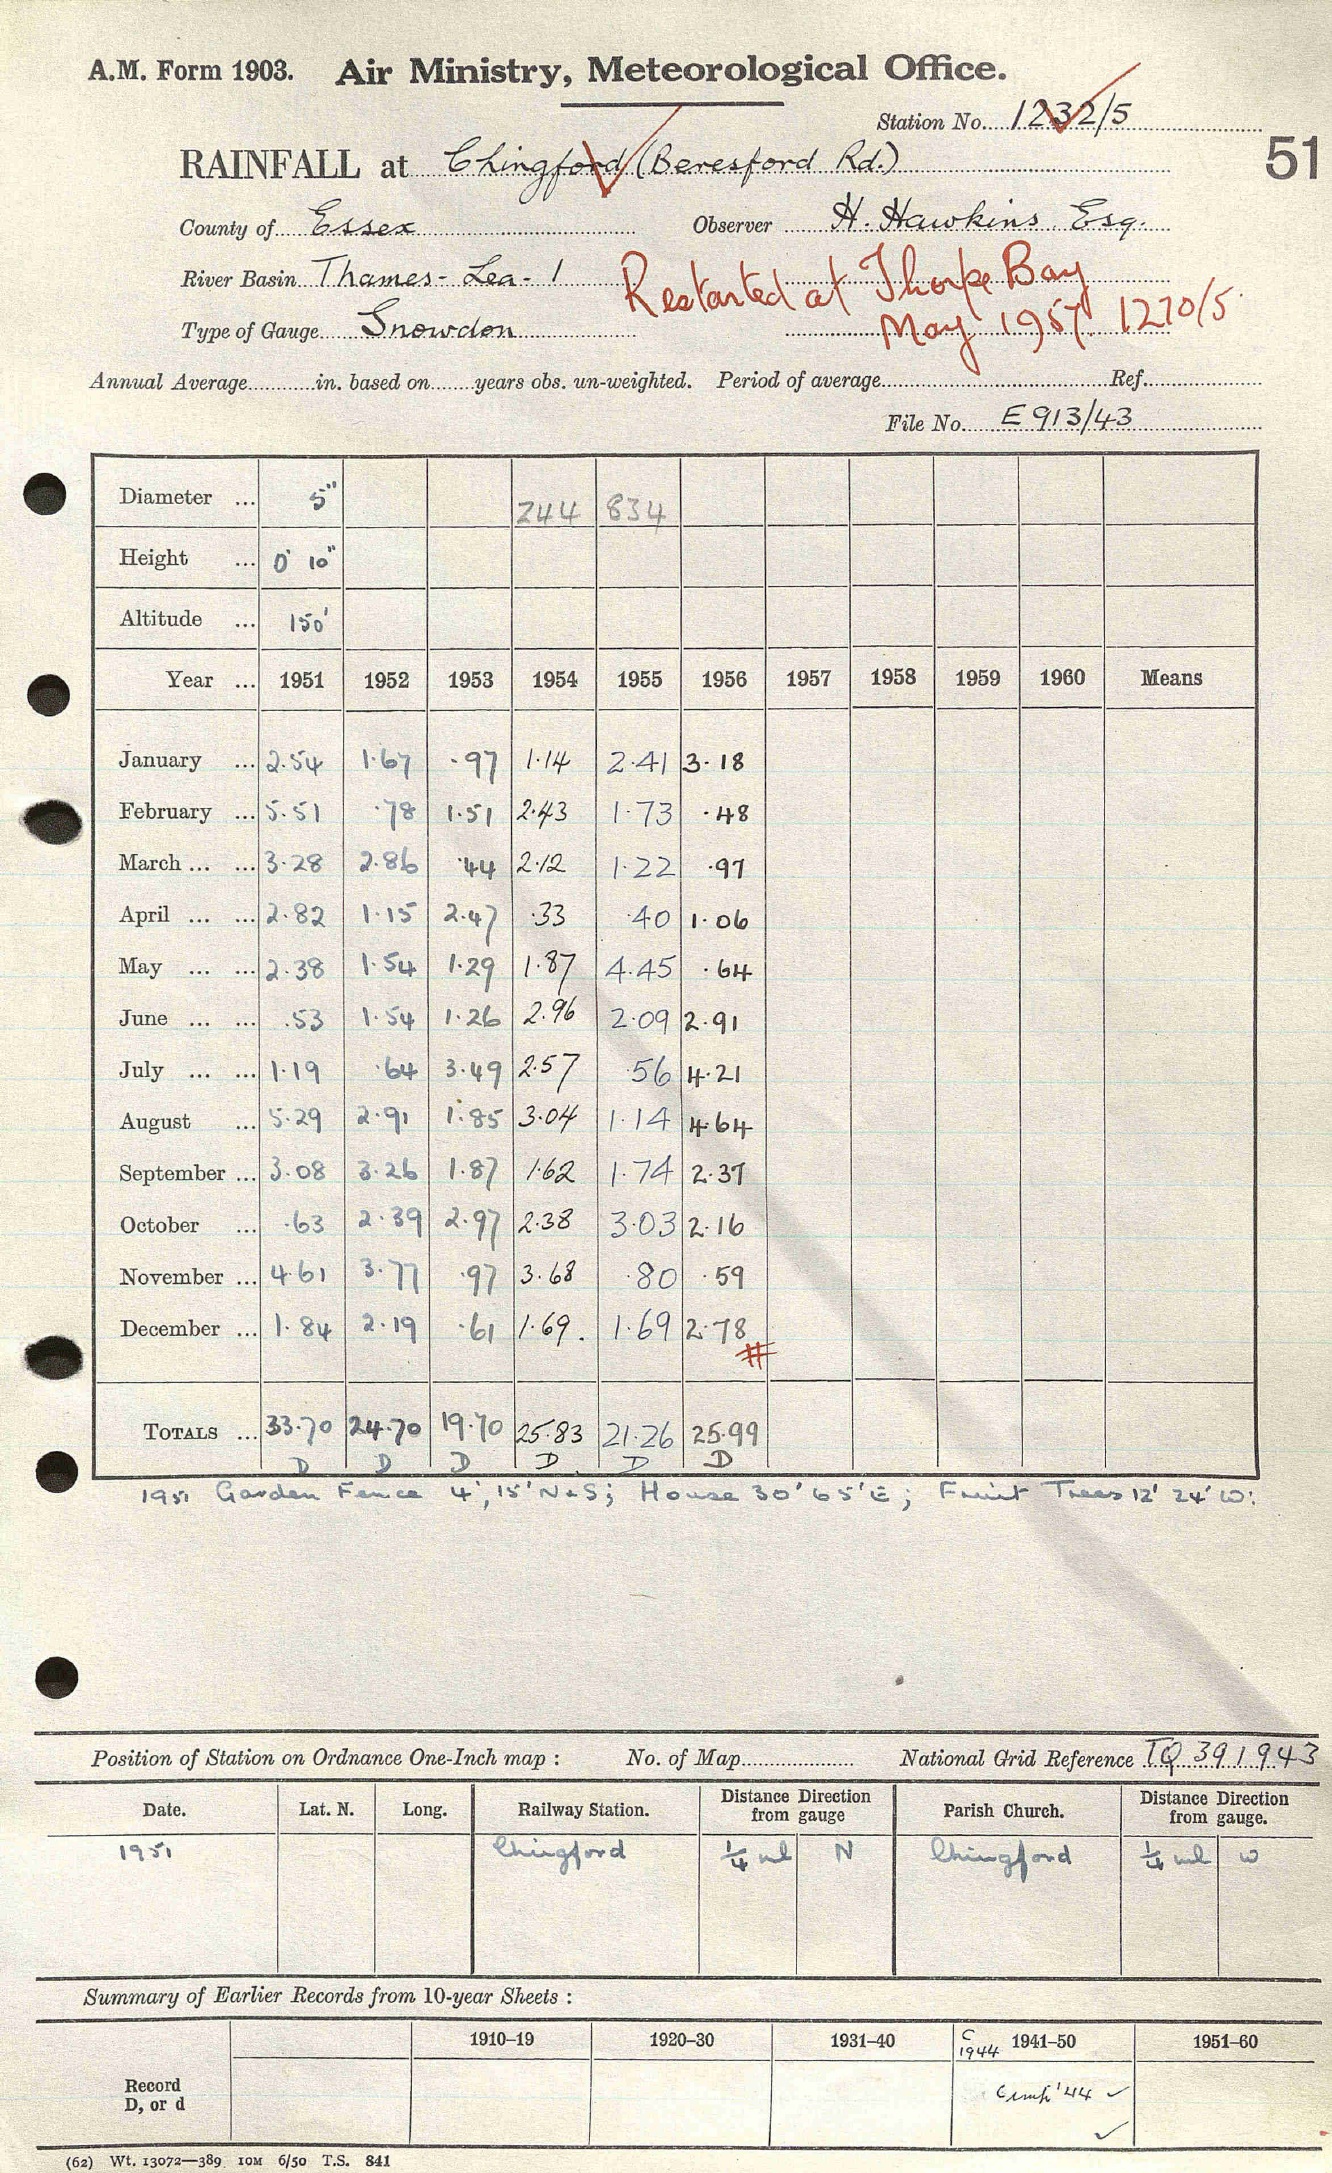 A.M. Form 1903. Air Ministry, Meteorological Office.
Station No. 1232/5
51
RAINFALL at Chingford (Beresford Rd.)
County of Essex Observer H. Hawkins Esq.
River Basin Thames - Lea - 1
Restarted at Thorpe Bay
Type of Gauge Snowdon
May 1957. 1270/5
Annual Average............in. based on........years obs. un-weighted. Period of average.................... Ref...............
File No. E 913/43
Diameter ... 5" 244 834
Height ... 0' 10"
Altitude ... 150'
Year ... 1951 1952 1953 1954 1955 1956 1957 1958 1959 1960 Means
January ... 2.54 1.67 .97 1.14 2.41 3.18
February ... 5.51 .78 1.51 2.43 1.73 .48
March ... ... 3.28 2.86 .44 2.12 1.22 .97
April ... ... 2.82 1.15 2.47 .33 .40 1.06
May ... ... 2.38 1.54 1.29 1.87 4.45 .64
June ... ... .53 1.54 1.26 2.96 2.09 2.91
July ... ... 1.19 .64 3.49 2.57 .56 4.21
August ... 5.29 2.91 1.85 3.04 1.14 4.64
September ... 3.08 3.26 1.87 1.62 1.74 2.37
October ... .63 2.39 2.97 2.38 3.03 2.16
November ... 4.61 3.77 .97 3.68 .80 .59
December ... 1.84 2.19 .61 1.69. 1.69 2.78
#
TOTALS ... 33.70 24.70 19.70 25.83 21.26 25.99
D D D D D D
1951 Garden Fence 4', 15' N & S; House 30' 65' E; Fruit Trees 12' 24' W:
Position of Station on Ordnance One-Inch map : No. of Map.................... National Grid Reference TQ 391943
Date. Lat. N. Long. Railway Station. Distance Direction from gauge Parish Church. Distance Direction from gauge.
1951 Chingford ¼ ml N Chingford ¼ ml W
Summary of Earlier Records from 10-year Sheets :
1910–19 1920–30 1931–40 C 1944 1941–50 1951–60
Record
D, or d
Comp '44 ✓
✓
(62) Wt. 13072—389 10M 6/50 T.S. 841